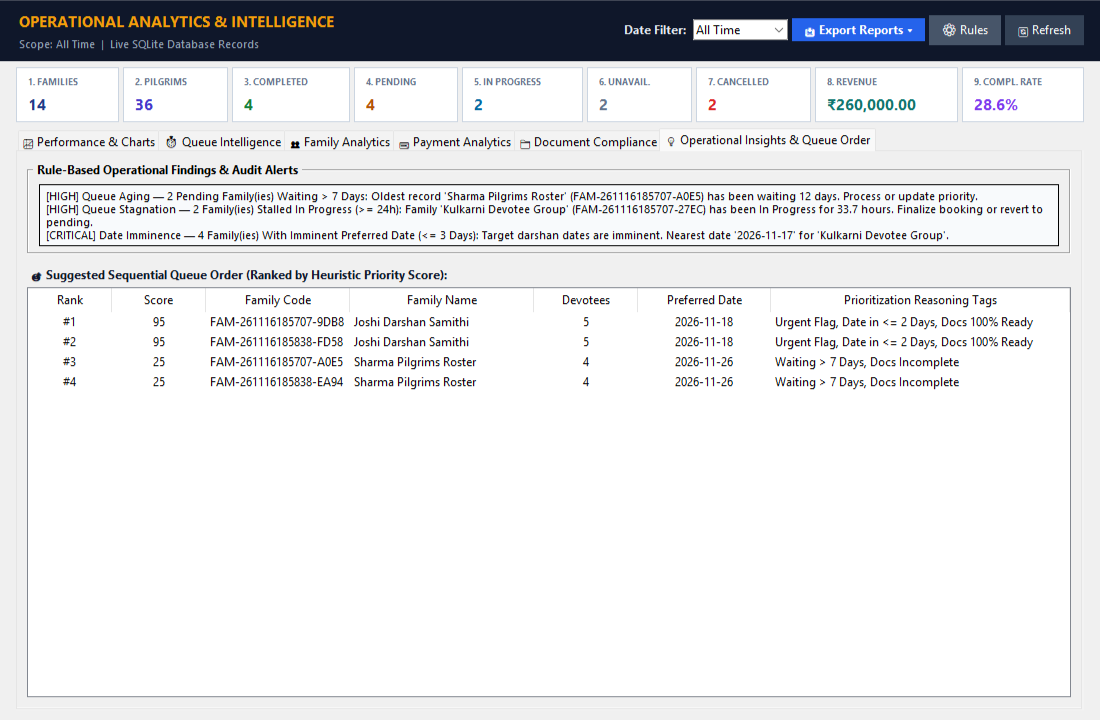 OPERATIONAL ANALYTICS & INTELLIGENCE
Scope: All Time | Live SQLite Database Records
Date Filter: All Time Export Reports Rules Refresh
1. FAMILIES 2. PILGRIMS 3. COMPLETED 4. PENDING 5. IN PROGRESS 6. UNAVAIL. 7. CANCELLED 8. REVENUE 9. COMPL. RATE
14 36 4 4 2 2 2 ₹260,000.00 28.6%
Performance & Charts Queue Intelligence Family Analytics Payment Analytics Document Compliance Operational Insights & Queue Order
Rule-Based Operational Findings & Audit Alerts
[HIGH] Queue Aging — 2 Pending Family(ies) Waiting > 7 Days: Oldest record 'Sharma Pilgrims Roster' (FAM-261116185707-A0E5) has been waiting 12 days. Process or update priority.
[HIGH] Queue Stagnation — 2 Family(ies) Stalled In Progress (>= 24h): Family 'Kulkarni Devotee Group' (FAM-261116185707-27EC) has been In Progress for 33.7 hours. Finalize booking or revert to
pending.
[CRITICAL] Date Imminence — 4 Family(ies) With Imminent Preferred Date (<= 3 Days): Target darshan dates are imminent. Nearest date '2026-11-17' for 'Kulkarni Devotee Group'.
Suggested Sequential Queue Order (Ranked by Heuristic Priority Score):
Rank Score Family Code Family Name Devotees Preferred Date Prioritization Reasoning Tags
#1 95 FAM-261116185707-9DB8 Joshi Darshan Samithi 5 2026-11-18 Urgent Flag, Date in <= 2 Days, Docs 100% Ready
#2 95 FAM-261116185838-FD58 Joshi Darshan Samithi 5 2026-11-18 Urgent Flag, Date in <= 2 Days, Docs 100% Ready
#3 25 FAM-261116185707-A0E5 Sharma Pilgrims Roster 4 2026-11-26 Waiting > 7 Days, Docs Incomplete
#4 25 FAM-261116185838-EA94 Sharma Pilgrims Roster 4 2026-11-26 Waiting > 7 Days, Docs Incomplete